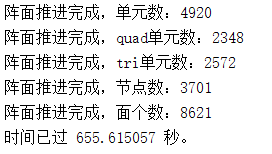 阵面推进完成，单元数：4920
阵面推进完成，quad单元数：2348
阵面推进完成，tri单元数：2572
阵面推进完成，节点数：3701
阵面推进完成，面个数：8621
时间已过 655.615057 秒。